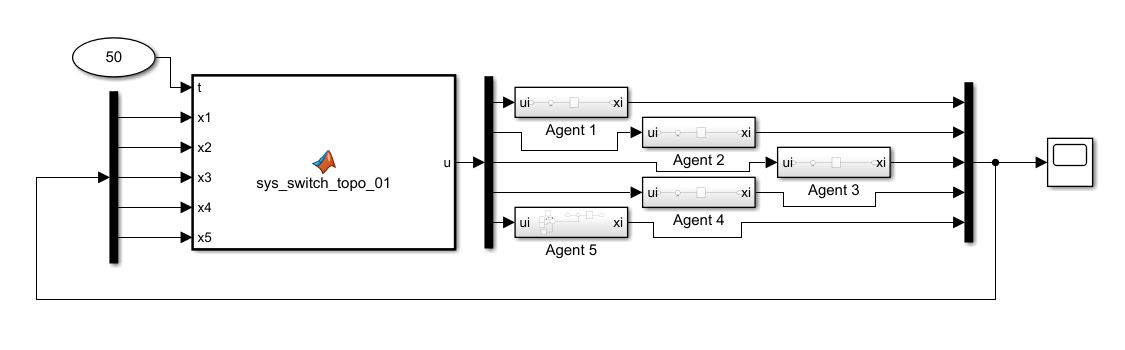 50
t
x1
x2
x3
x4
x5
u
sys_switch_topo_01
ui xi
Agent 1
ui xi
Agent 2
ui xi
Agent 3
ui xi
Agent 4
ui xi
Agent 5